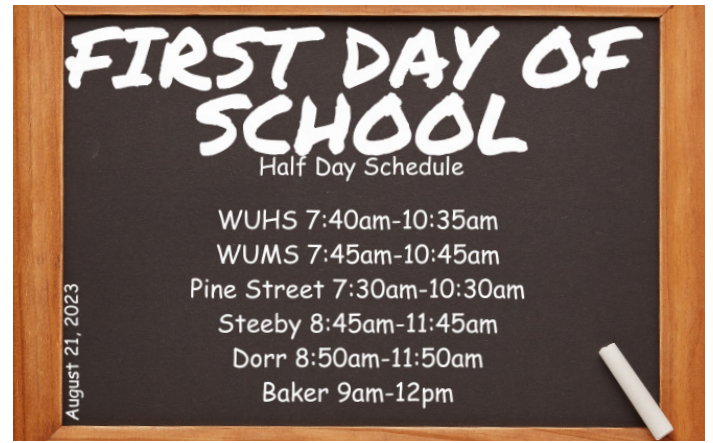 FIRST DAY OF
SCHOOL
Half Day Schedule
WUHS 7:40am-10:35am
WUMS 7:45am-10:45am
Pine Street 7:30am-10:30am
Steeby 8:45am-11:45am
Dorr 8:50am-11:50am
Baker 9am-12pm
August 21, 2023